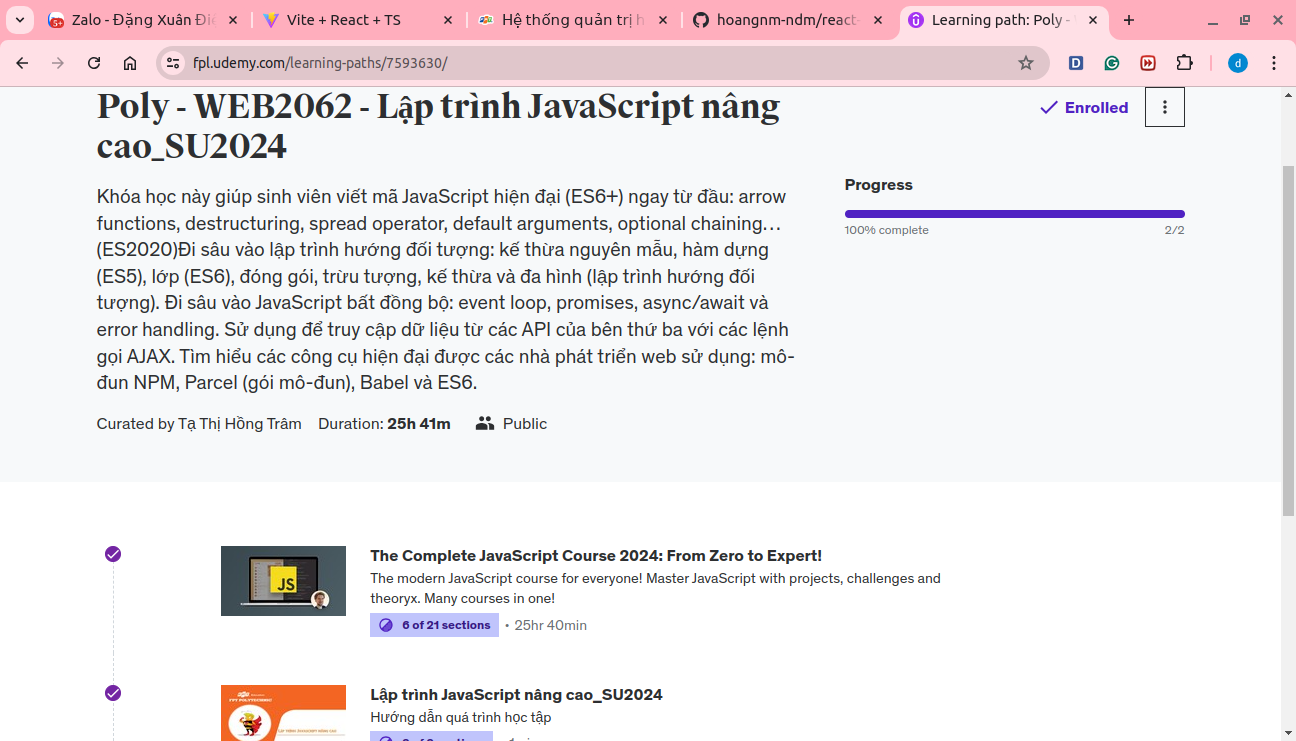 Zalo - Đặng Xuân Điệ
Vite + React + TS
Hệ thống quản trị h
hoangnm-ndm/react-
Learning path: Poly -
fpl.udemy.com/learning-paths/7593630/
Poly - WEB2062 - Lập trình JavaScript nâng
cao_SU2024
Enrolled
Progress
100% complete
2/2
Khóa học này giúp sinh viên viết mã JavaScript hiện đại (ES6+) ngay từ đầu: arrow
functions, destructuring, spread operator, default arguments, optional chaining…
(ES2020)Đi sâu vào lập trình hướng đối tượng: kế thừa nguyên mẫu, hàm dựng
(ES5), lớp (ES6), đóng gói, trừu tượng, kế thừa và đa hình (lập trình hướng đối
tượng). Đi sâu vào JavaScript bất đồng bộ: event loop, promises, async/await và
error handling. Sử dụng để truy cập dữ liệu từ các API của bên thứ ba với các lệnh
gọi AJAX. Tìm hiểu các công cụ hiện đại được các nhà phát triển web sử dụng: mô-
đun NPM, Parcel (gói mô-đun), Babel và ES6.
Curated by Tạ Thị Hồng Trâm Duration: 25h 41m Public
JS
The Complete JavaScript Course 2024: From Zero to Expert!
The modern JavaScript course for everyone! Master JavaScript with projects, challenges and
theoryx. Many courses in one!
6 of 21 sections • 25hr 40min
FPT POLYTECHNIC
LẬP TRÌNH JAVASCRIPT NÂNG CAO
Lập trình JavaScript nâng cao_SU2024
Hướng dẫn quá trình học tập